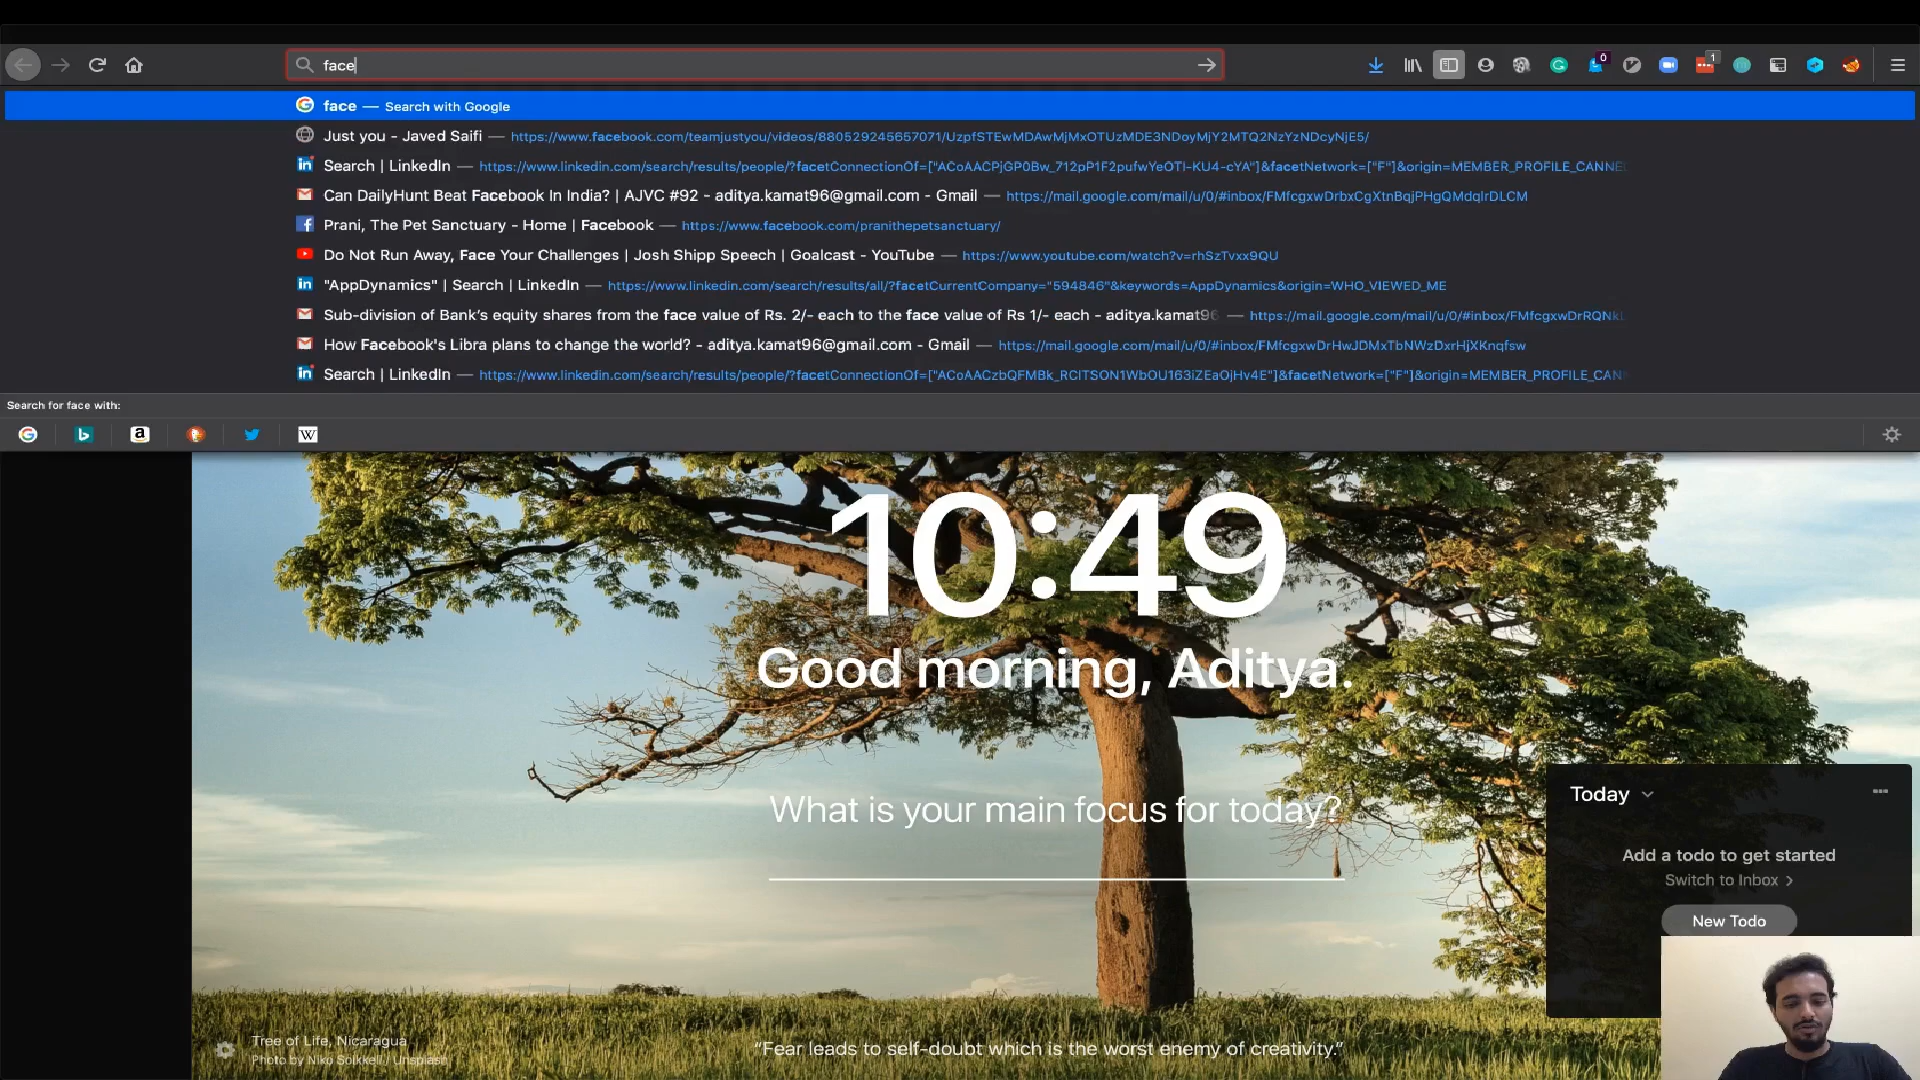 face
0
1
face — Search with Google
Just you - Javed Saifi — https://www.facebook.com/teamjustyou/videos/880529245657071/UzpfSTEwMDAwMjMxOTUzMDE3NDoyMjY2MTQ2NzYzNDcyNjE5/
Search | LinkedIn — https://www.linkedin.com/search/results/people/?facetConnectionOf=["ACoAACPjGP0Bw_712pP1F2pufwYeOTI-KU4-cYA"]&facetNetwork=["F"]&origin=MEMBER_PROFILE_CANNE
Can DailyHunt Beat Facebook In India? | AJVC #92 - aditya.kamat96@gmail.com - Gmail — https://mail.google.com/mail/u/0/#inbox/FMfcgxwDrbxCgXtnBqjPHgQMdqlrDLCM
Prani, The Pet Sanctuary - Home | Facebook — https://www.facebook.com/pranithepetsanctuary/
Do Not Run Away, Face Your Challenges | Josh Shipp Speech | Goalcast - YouTube — https://www.youtube.com/watch?v=rhSzTvxx9QU
"AppDynamics" | Search | LinkedIn — https://www.linkedin.com/search/results/all/?facetCurrentCompany="594846"&keywords=AppDynamics&origin=WHO_VIEWED_ME
Sub-division of Bank's equity shares from the face value of Rs. 2/- each to the face value of Rs 1/- each - aditya.kamat96 — https://mail.google.com/mail/u/0/#inbox/FMfcgxwDrRQNkL
How Facebook's Libra plans to change the world? - aditya.kamat96@gmail.com - Gmail — https://mail.google.com/mail/u/0/#inbox/FMfcgxwDrHwJDMxTbNWzDxrHjXKnqfsw
Search | LinkedIn — https://www.linkedin.com/search/results/people/?facetConnectionOf=["ACoAACzbQFMBk_RCITSON1WbOU163iZEaOjHv4E"]&facetNetwork=["F"]&origin=MEMBER_PROFILE_CAN
Search for face with:
10:49
Good morning, Aditya.
What is your main focus for today?
Today
Add a todo to get started
Switch to Inbox >
New Todo
Tree of Life, Nicaragua
Photo by Niko Soikkeli / Unsplash
“Fear leads to self-doubt which is the worst enemy of creativity.”